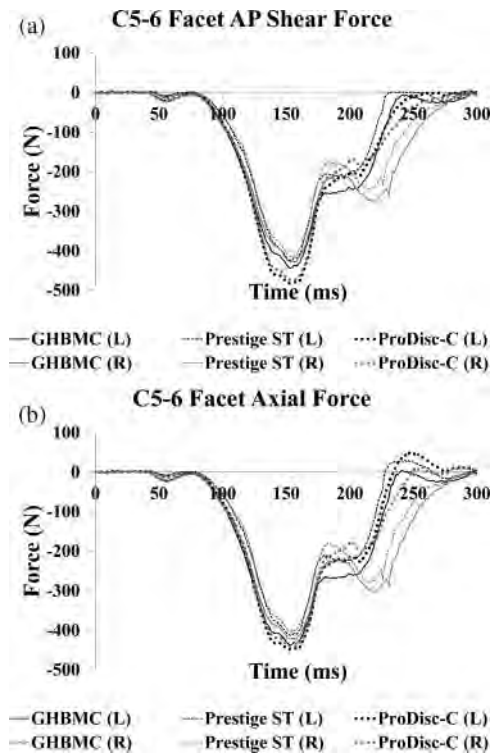 (a)
C5-6 Facet AP Shear Force
100
0
0 50 100 150 200 250 300
-100
-200
-300
-400
-500
Force (N)
Time (ms)
GHBMC (L) Prestige ST (L) ProDisc-C (L)
GHBMC (R) Prestige ST (R) ProDisc-C (R)
(b)
C5-6 Facet Axial Force
100
0
0 50 100 150 200 250 300
-100
-200
-300
-400
-500
Force (N)
Time (ms)
GHBMC (L) Prestige ST (L) ProDisc-C (L)
GHBMC (R) Prestige ST (R) ProDisc-C (R)